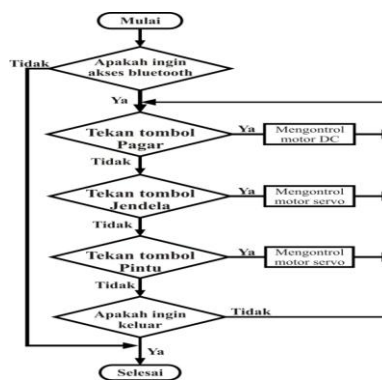 Mulai
Apakah ingin
akses bluetooth
Tidak
Ya
Tekan tombol
Pagar
Ya
Mengontrol
motor DC
Tidak
Tekan tombol
Jendela
Ya
Mengontrol
motor servo
Tidak
Tekan tombol
Pintu
Ya
Mengontrol
motor servo
Tidak
Apakah ingin
keluar
Tidak
Ya
Selesai